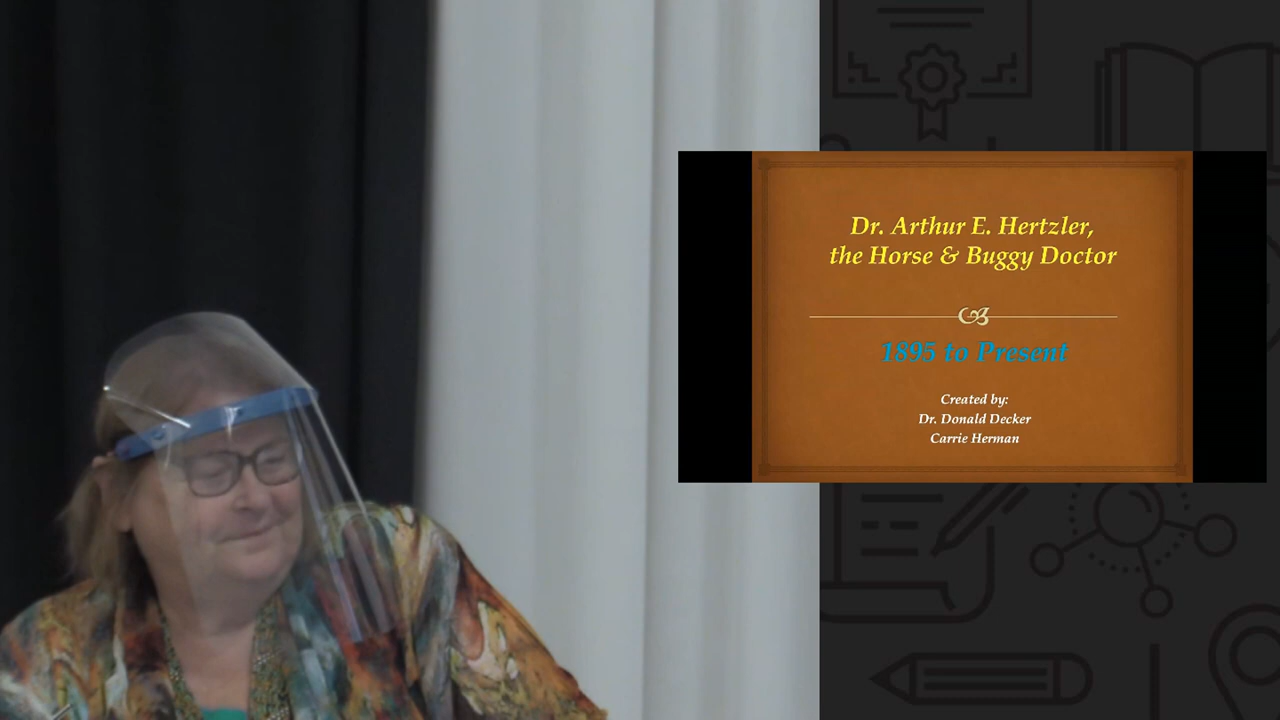 Dr. Arthur E. Hertzler,
the Horse & Buggy Doctor
1895 to Present
Created by:
Dr. Donald Decker
Carrie Herman